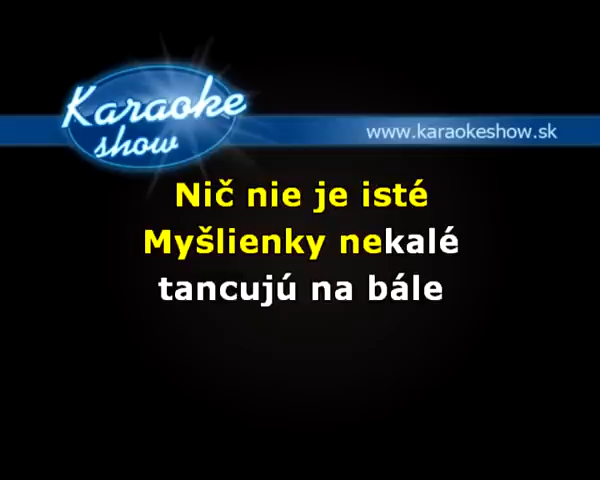 Karaoke
show
www.karaokeshow.sk
Nič nie je isté
Myšlienky nekalé
tancujú na bále